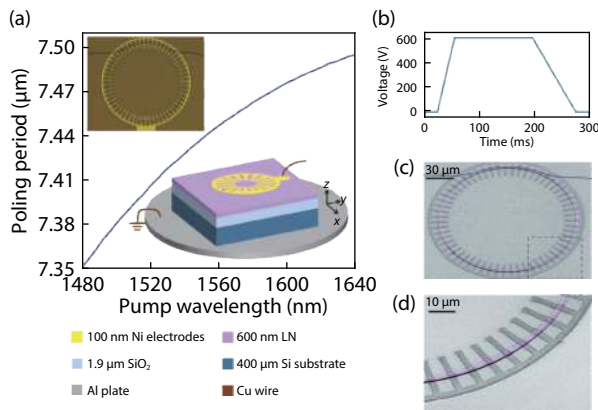 (a)
7.50
7.47
7.44
7.41
7.38
7.35
Poling period (μm)
1480 1520 1560 1600 1640
Pump wavelength (nm)
z
y
x
100 nm Ni electrodes
600 nm LN
1.9 μm SiO₂
400 μm Si substrate
Al plate
Cu wire
(b)
600
400
200
0
Voltage (V)
0 100 200 300
Time (ms)
(c)
30 μm
(d)
10 μm